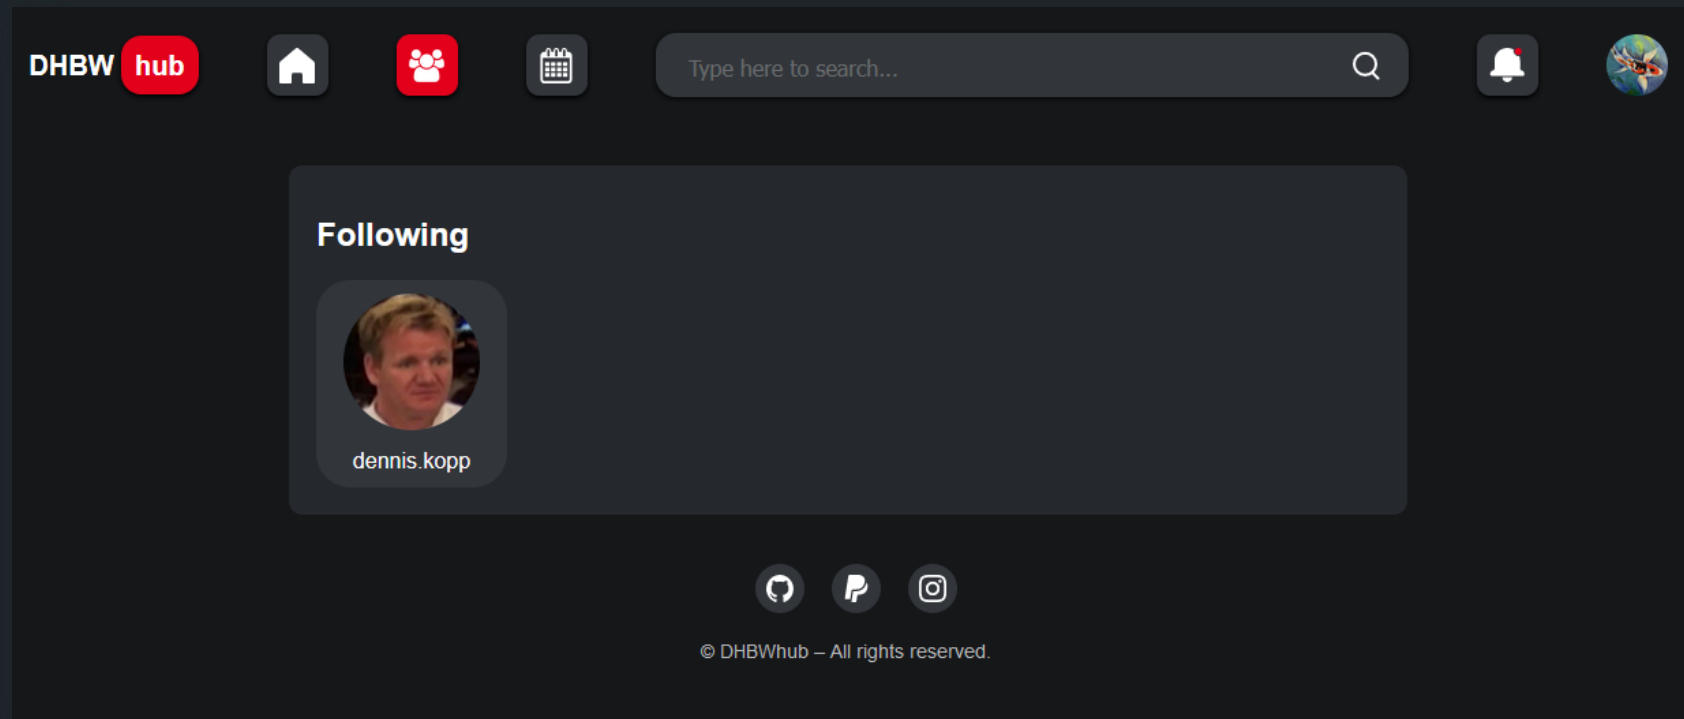 DHBW hub
Type here to search...
Following
dennis.kopp
© DHBWhub – All rights reserved.